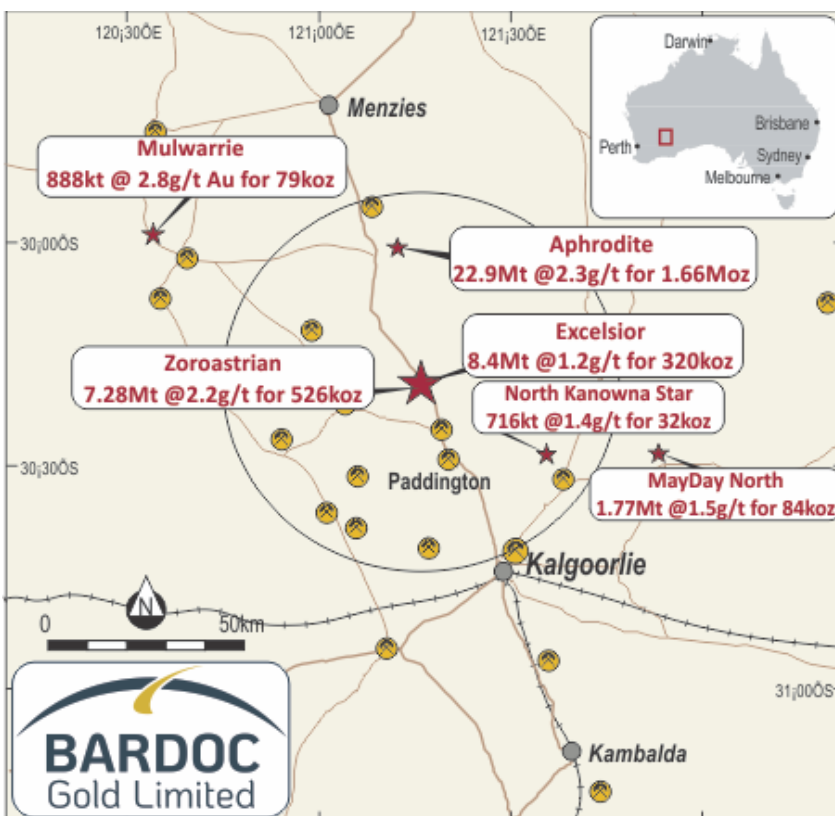 120¡30ÕE
121¡00ÕE
121¡30ÕE
Darwin
Menzies
Brisbane
Perth
Sydney
Melbourne
Mulwarrie
888kt @ 2.8g/t Au for 79koz
30¡00ÕS
Aphrodite
22.9Mt @2.3g/t for 1.66Moz
Excelsior
8.4Mt @1.2g/t for 320koz
Zoroastrian
7.28Mt @2.2g/t for 526koz
North Kanowna Star
716kt @1.4g/t for 32koz
30¡30ÕS
Paddington
MayDay North
1.77Mt @1.5g/t for 84koz
Kalgoorlie
N
0
50km
31¡00ÕS
BARDOC
Gold Limited
Kambalda